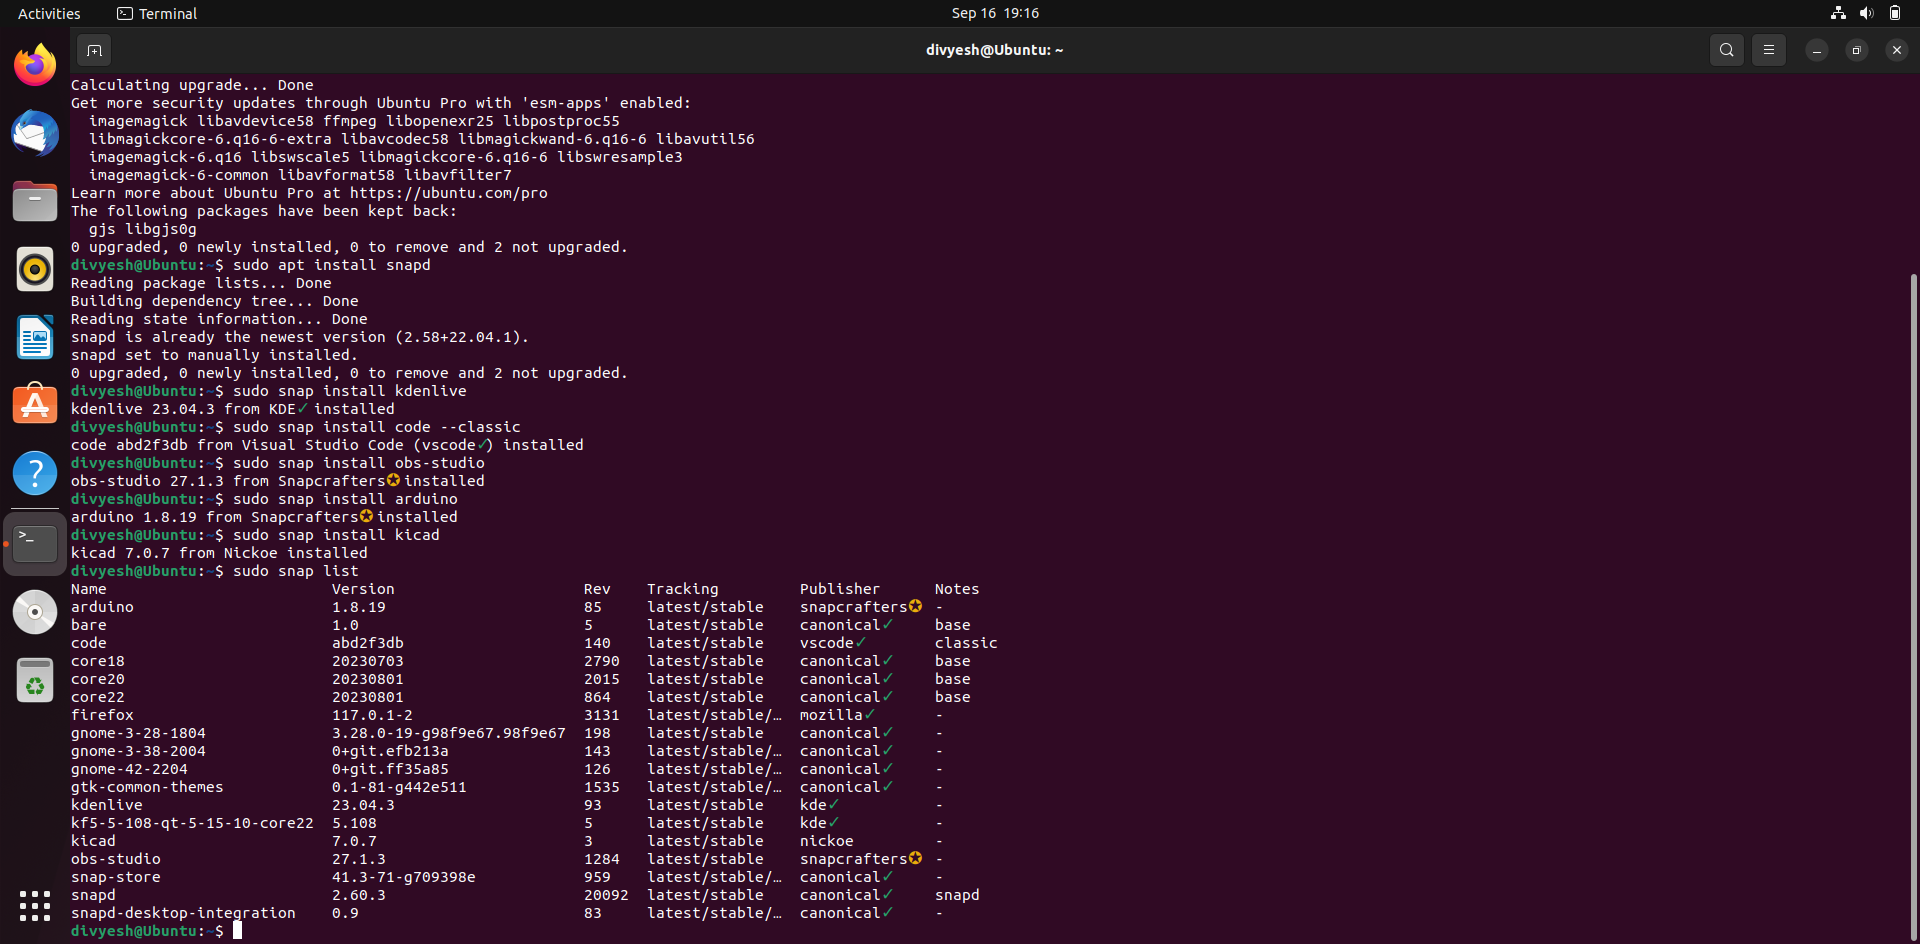 Activities Terminal Sep 16 19:16
divyesh@Ubuntu: ~
Calculating upgrade... Done
Get more security updates through Ubuntu Pro with 'esm-apps' enabled:
  imagemagick libavdevice58 ffmpeg libopenexr25 libpostproc55
  libmagickcore-6.q16-6-extra libavcodec58 libmagickwand-6.q16-6 libavutil56
  imagemagick-6.q16 libswscale5 libmagickcore-6.q16-6 libswresample3
  imagemagick-6-common libavformat58 libavfilter7
Learn more about Ubuntu Pro at https://ubuntu.com/pro
The following packages have been kept back:
  gjs libgjs0g
0 upgraded, 0 newly installed, 0 to remove and 2 not upgraded.
divyesh@Ubuntu:~$ sudo apt install snapd
Reading package lists... Done
Building dependency tree... Done
Reading state information... Done
snapd is already the newest version (2.58+22.04.1).
snapd set to manually installed.
0 upgraded, 0 newly installed, 0 to remove and 2 not upgraded.
divyesh@Ubuntu:~$ sudo snap install kdenlive
kdenlive 23.04.3 from KDE✓ installed
divyesh@Ubuntu:~$ sudo snap install code --classic
code abd2f3db from Visual Studio Code (vscode✓) installed
divyesh@Ubuntu:~$ sudo snap install obs-studio
obs-studio 27.1.3 from Snapcrafters✪ installed
divyesh@Ubuntu:~$ sudo snap install arduino
arduino 1.8.19 from Snapcrafters✪ installed
divyesh@Ubuntu:~$ sudo snap install kicad
kicad 7.0.7 from Nickoe installed
divyesh@Ubuntu:~$ sudo snap list
Name Version Rev Tracking Publisher Notes
arduino 1.8.19 85 latest/stable snapcrafters✪ -
bare 1.0 5 latest/stable canonical✓ base
code abd2f3db 140 latest/stable vscode✓ classic
core18 20230703 2790 latest/stable canonical✓ base
core20 20230801 2015 latest/stable canonical✓ base
core22 20230801 864 latest/stable canonical✓ base
firefox 117.0.1-2 3131 latest/stable/… mozilla✓ -
gnome-3-28-1804 3.28.0-19-g98f9e67.98f9e67 198 latest/stable canonical✓ -
gnome-3-38-2004 0+git.efb213a 143 latest/stable/… canonical✓ -
gnome-42-2204 0+git.ff35a85 126 latest/stable/… canonical✓ -
gtk-common-themes 0.1-81-g442e511 1535 latest/stable/… canonical✓ -
kdenlive 23.04.3 93 latest/stable kde✓ -
kf5-5-108-qt-5-15-10-core22 5.108 5 latest/stable kde✓ -
kicad 7.0.7 3 latest/stable nickoe -
obs-studio 27.1.3 1284 latest/stable snapcrafters✪ -
snap-store 41.3-71-g709398e 959 latest/stable/… canonical✓ -
snapd 2.60.3 20092 latest/stable canonical✓ snapd
snapd-desktop-integration 0.9 83 latest/stable/… canonical✓ -
divyesh@Ubuntu:~$